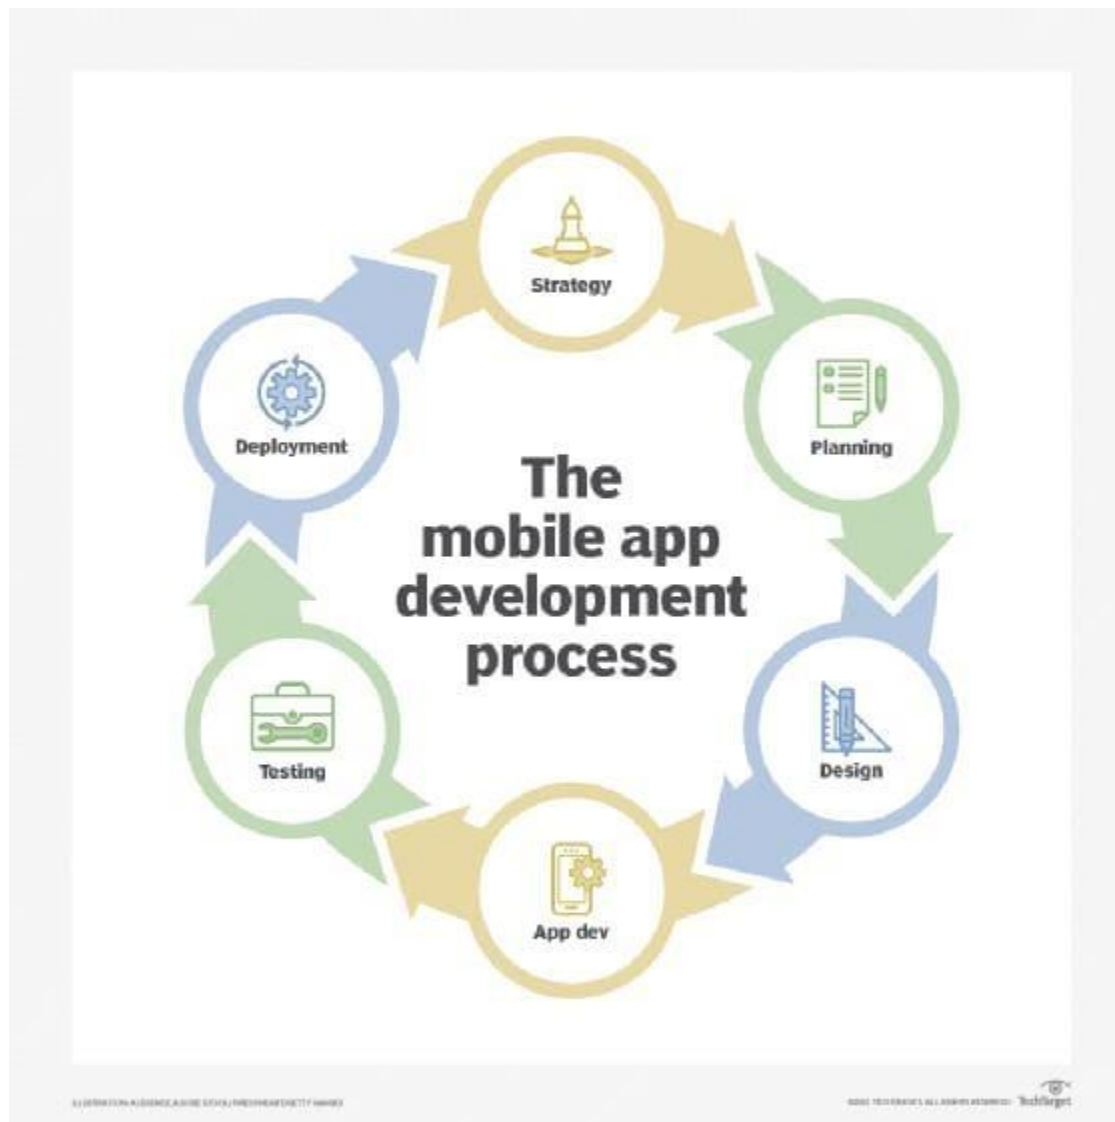 The
mobile app
development
process
Strategy
Planning
Design
App dev
Testing
Deployment
TechTarget